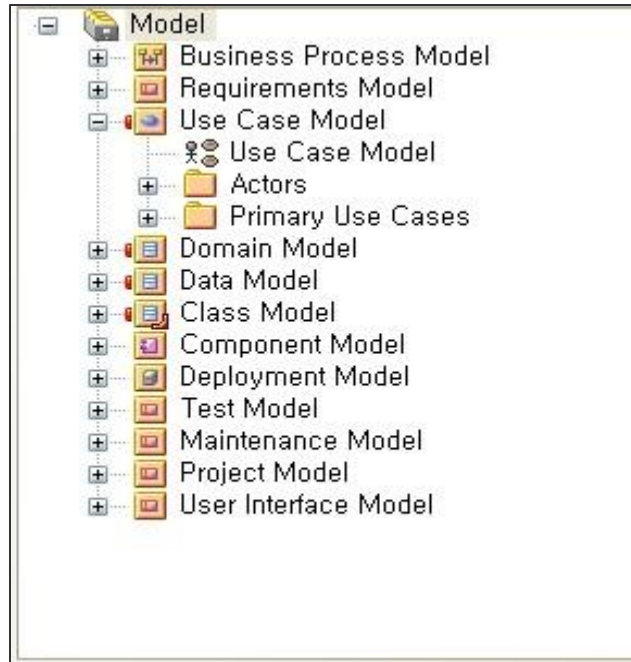 Model
Business Process Model
Requirements Model
Use Case Model
Use Case Model
Actors
Primary Use Cases
Domain Model
Data Model
Class Model
Component Model
Deployment Model
Test Model
Maintenance Model
Project Model
User Interface Model